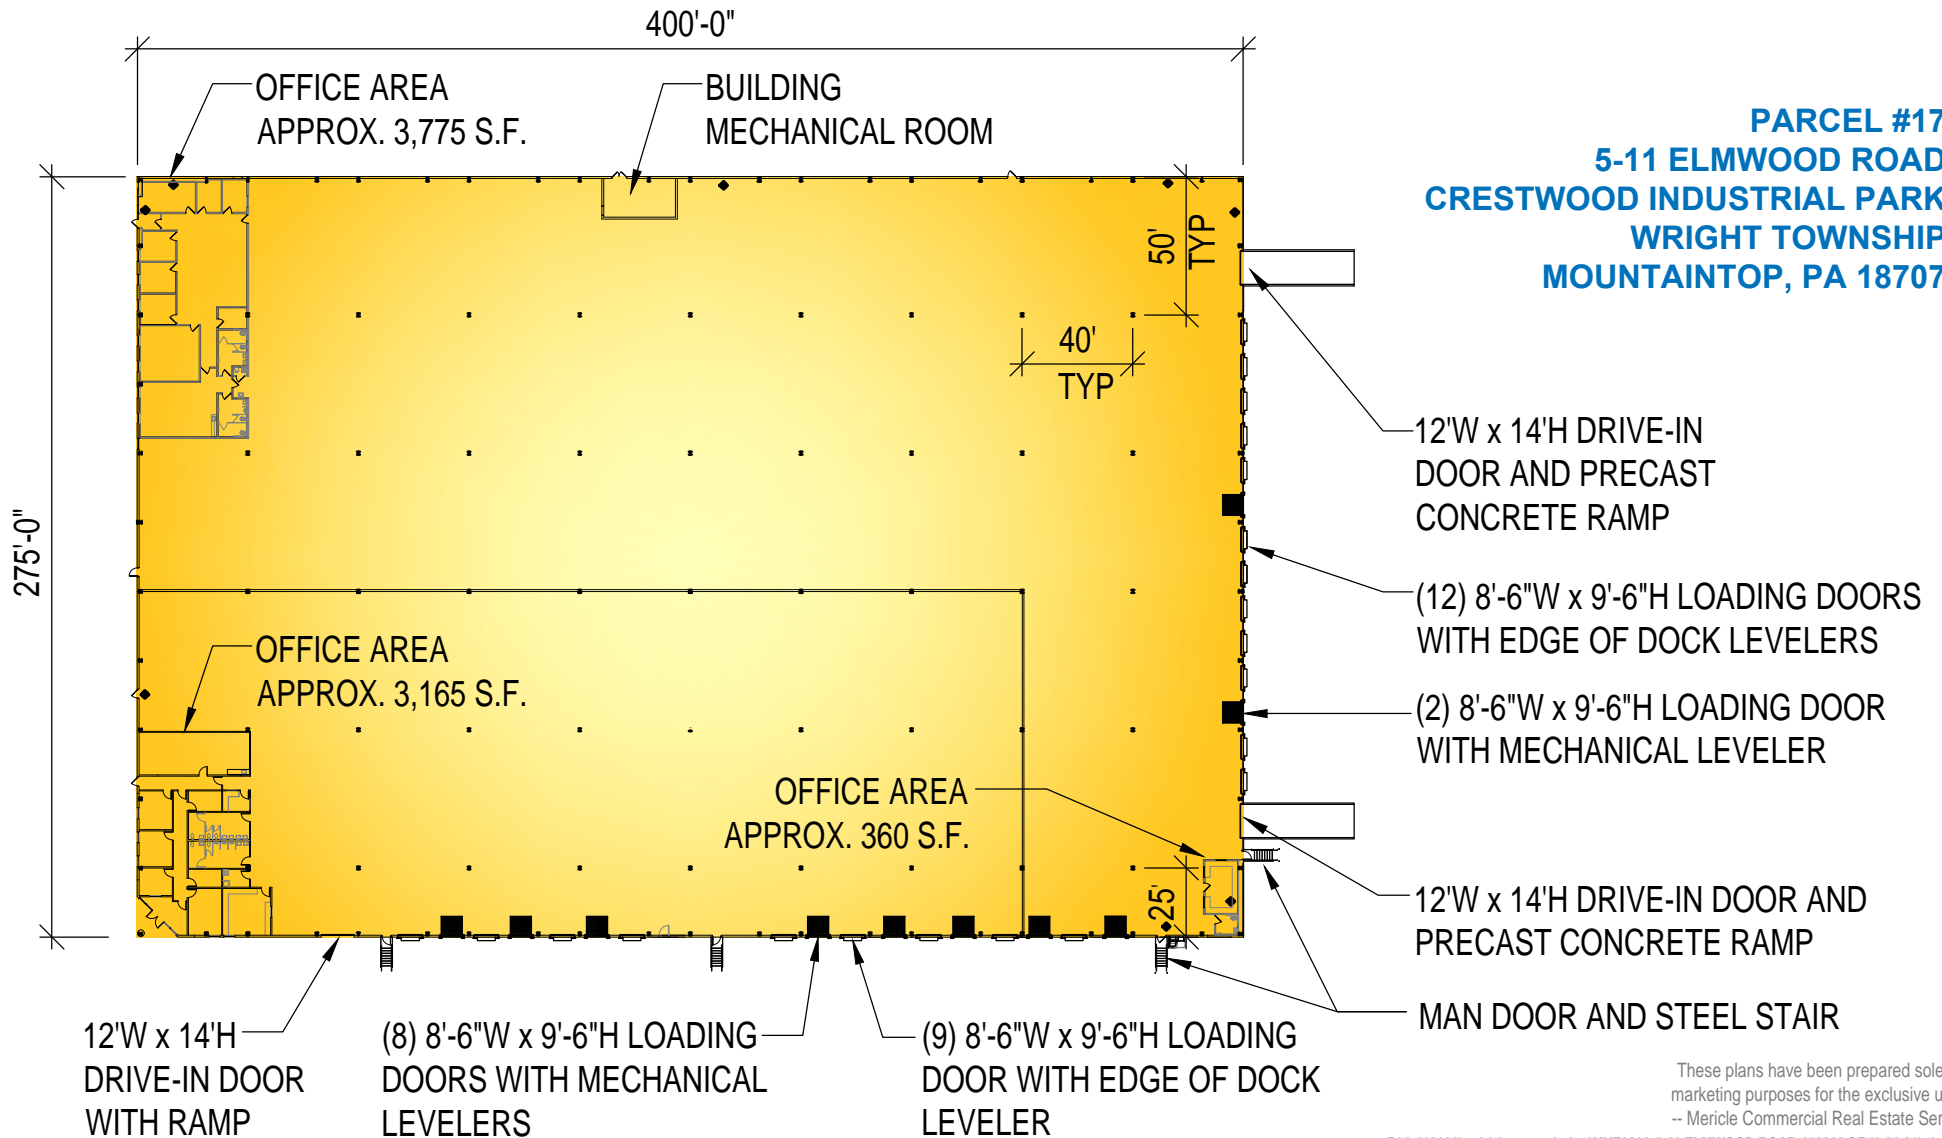 400'-0"
OFFICE AREA
APPROX. 3,775 S.F.
BUILDING
MECHANICAL ROOM
PARCEL #17
5-11 ELMWOOD ROAD
CRESTWOOD INDUSTRIAL PARK
WRIGHT TOWNSHIP
MOUNTAINTOP, PA 18707
50'
TYP
40'
TYP
275'-0"
12'W x 14'H DRIVE-IN
DOOR AND PRECAST
CONCRETE RAMP
(12) 8'-6"W x 9'-6"H LOADING DOORS
WITH EDGE OF DOCK LEVELERS
OFFICE AREA
APPROX. 3,165 S.F.
(2) 8'-6"W x 9'-6"H LOADING DOOR
WITH MECHANICAL LEVELER
OFFICE AREA
APPROX. 360 S.F.
25'
12'W x 14'H DRIVE-IN DOOR AND
PRECAST CONCRETE RAMP
MAN DOOR AND STEEL STAIR
12'W x 14'H
DRIVE-IN DOOR
WITH RAMP
(8) 8'-6"W x 9'-6"H LOADING
DOORS WITH MECHANICAL
LEVELERS
(9) 8'-6"W x 9'-6"H LOADING
DOOR WITH EDGE OF DOCK
LEVELER
These plans have been prepared sole
marketing purposes for the exclusive u
-- Mericle Commercial Real Estate Ser